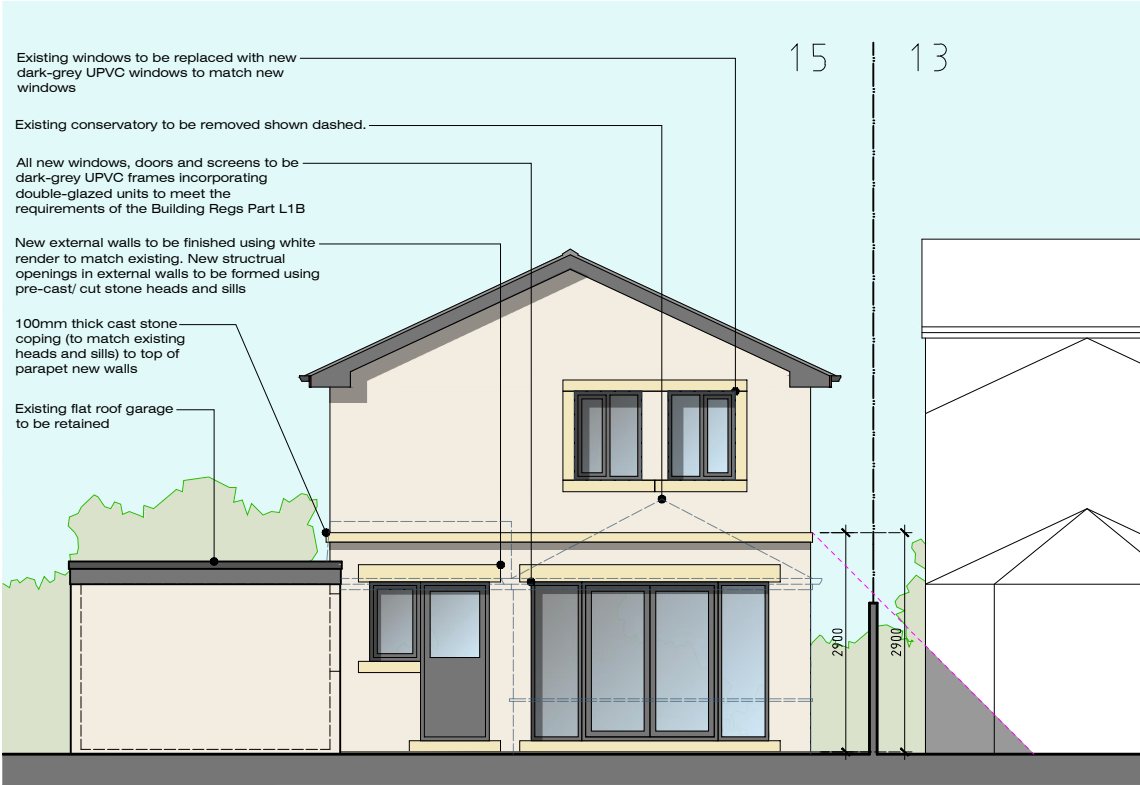 Existing windows to be replaced with new
dark-grey UPVC windows to match new
windows
15
13
Existing conservatory to be removed shown dashed.
All new windows, doors and screens to be
dark-grey UPVC frames incorporating
double-glazed units to meet the
requirements of the Building Regs Part L1B
New external walls to be finished using white
render to match existing. New structrual
openings in external walls to be formed using
pre-cast/ cut stone heads and sills
100mm thick cast stone
coping (to match existing
heads and sills) to top of
parapet new walls
Existing flat roof garage
to be retained
2900
2900